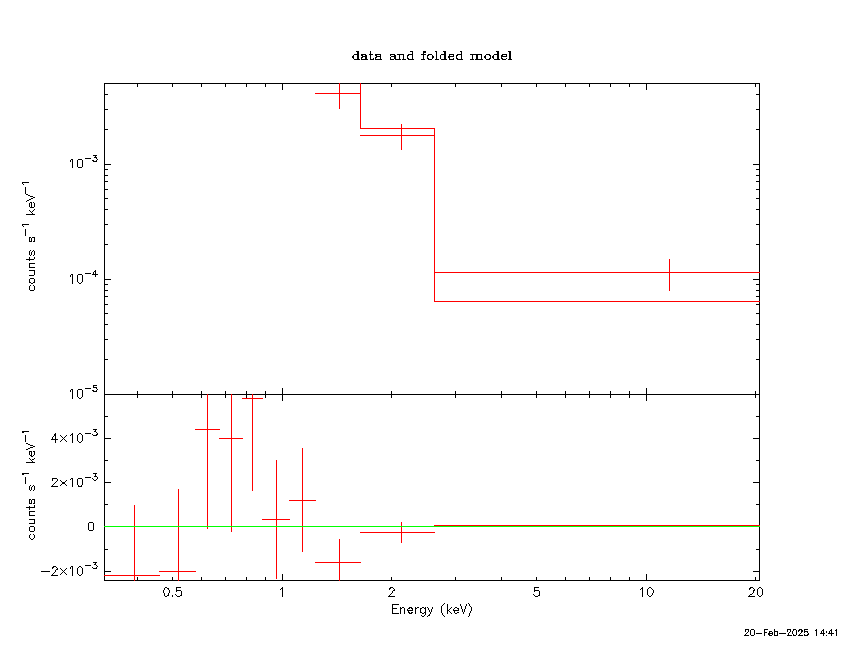 data and folded model
counts s⁻¹ keV⁻¹
10⁻³
10⁻⁴
10⁻⁵
counts s⁻¹ keV⁻¹
4×10⁻³
2×10⁻³
0
−2×10⁻³
0.5 1 2 5 10 20
Energy (keV)
20−Feb−2025 14:41